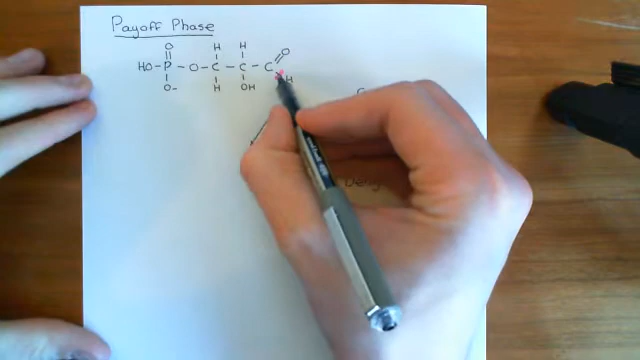 Payoff Phase
O H H O
HO-P-O-C-C-C
H
O- H OH